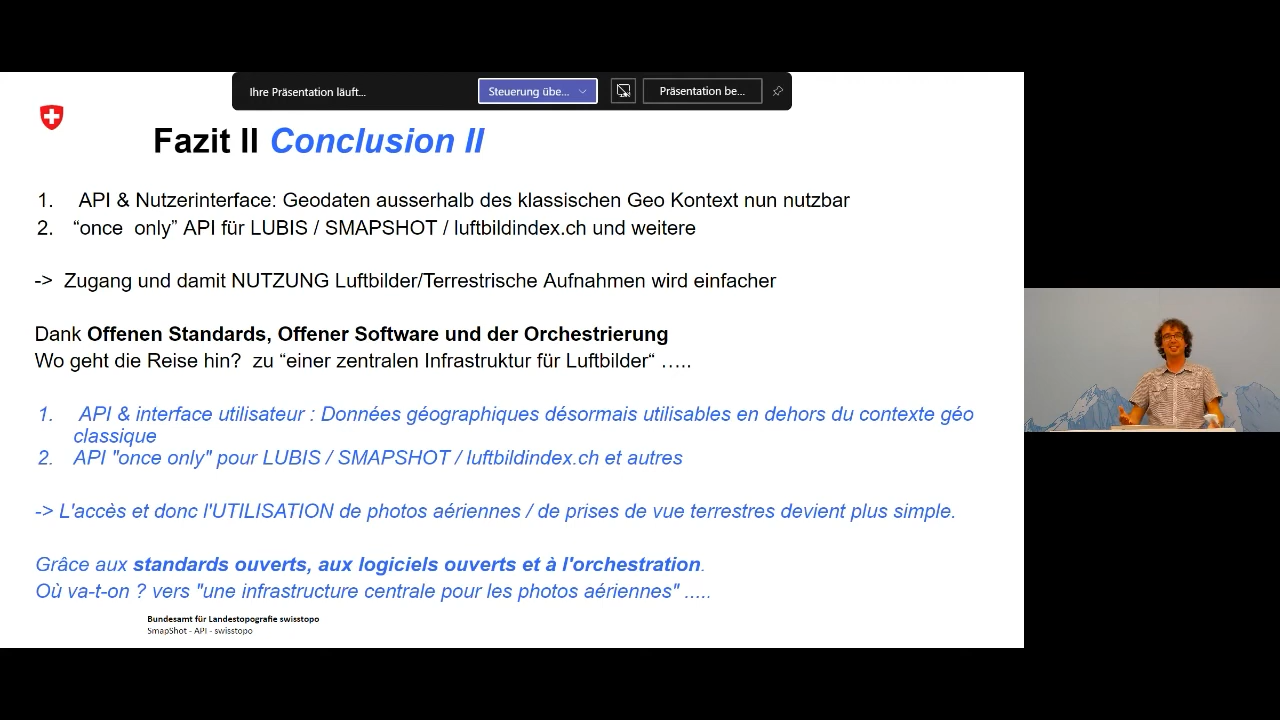 Ihre Präsentation läuft...
Steuerung übe...
Präsentation be...
Fazit II Conclusion II
1. API & Nutzerinterface: Geodaten ausserhalb des klassischen Geo Kontext nun nutzbar
2. “once only” API für LUBIS / SMAPSHOT / luftbildindex.ch und weitere
-> Zugang und damit NUTZUNG Luftbilder/Terrestrische Aufnahmen wird einfacher
Dank Offenen Standards, Offener Software und der Orchestrierung
Wo geht die Reise hin? zu “einer zentralen Infrastruktur für Luftbilder“ …..
1. API & interface utilisateur : Données géographiques désormais utilisables en dehors du contexte géo
classique
2. API "once only" pour LUBIS / SMAPSHOT / luftbildindex.ch et autres
-> L'accès et donc l'UTILISATION de photos aériennes / de prises de vue terrestres devient plus simple.
Grâce aux standards ouverts, aux logiciels ouverts et à l'orchestration.
Où va-t-on ? vers "une infrastructure centrale pour les photos aériennes" .....
Bundesamt für Landestopografie swisstopo
SmapShot - API - swisstopo